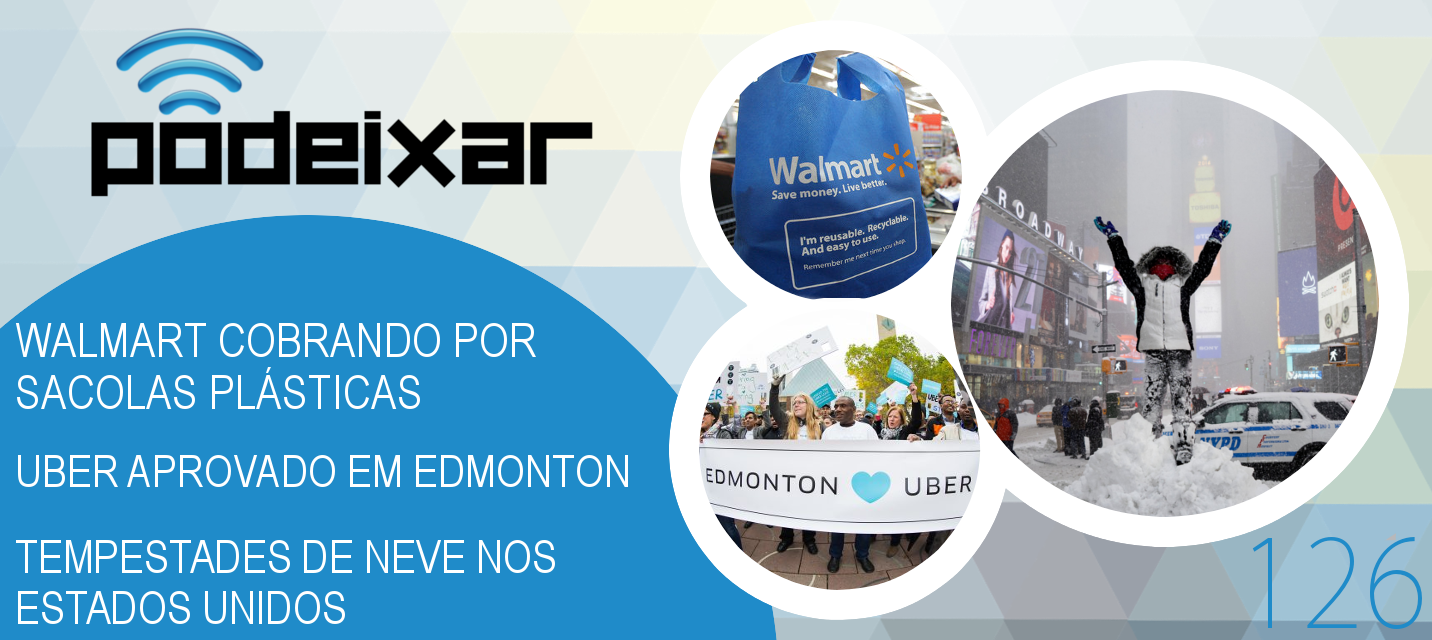 podeixar
WALMART COBRANDO POR
SACOLAS PLÁSTICAS
UBER APROVADO EM EDMONTON
TEMPESTADES DE NEVE NOS
ESTADOS UNIDOS
Walmart
Save money. Live better.
I'm reusable. Recyclable.
And easy to use.
Remember me next time you shop.
EDMONTON UBER
BROADWAY
TOSHIBA
NYPD
126